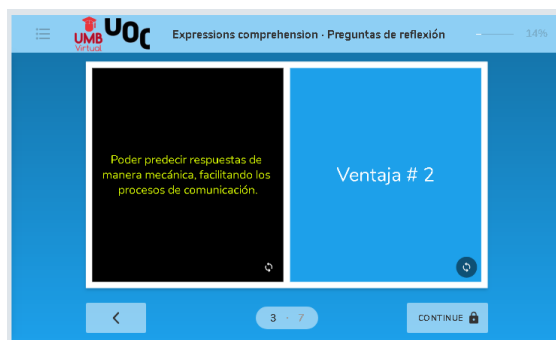 UMB
Virtual
UOC
Expressions comprehension · Preguntas de reflexión
14%
Poder predecir respuestas de
manera mecánica, facilitando los
procesos de comunicación.
Ventaja # 2
3 · 7
CONTINUE